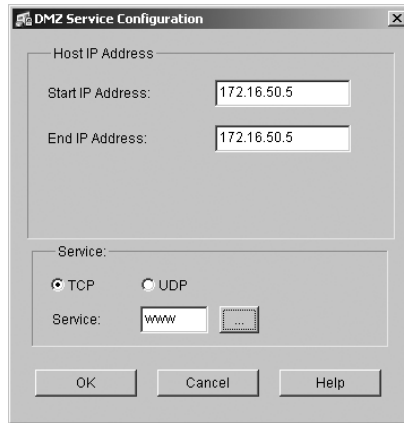 DMZ Service Configuration
Host IP Address
Start IP Address: 172.16.50.5
End IP Address: 172.16.50.5
Service:
TCP UDP
Service: www ...
OK Cancel Help